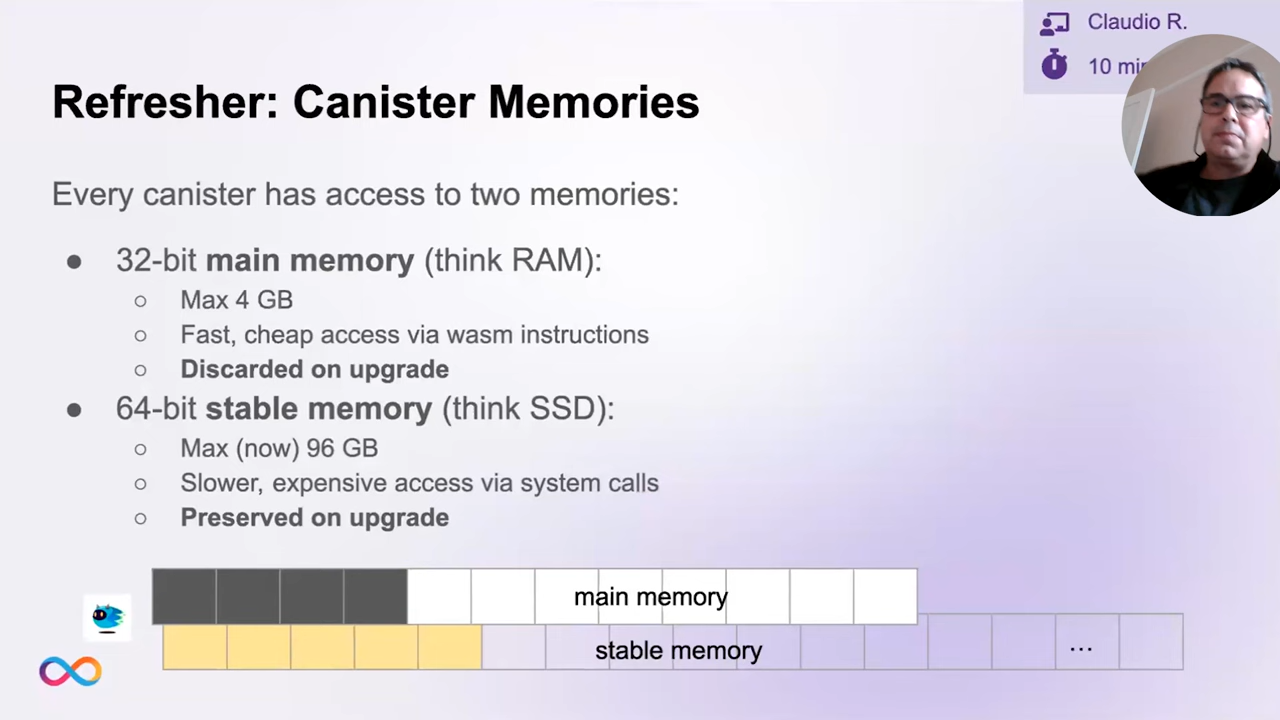 Claudio R.
10 min
Refresher: Canister Memories
Every canister has access to two memories:
● 32-bit main memory (think RAM):
○ Max 4 GB
○ Fast, cheap access via wasm instructions
○ Discarded on upgrade
● 64-bit stable memory (think SSD):
○ Max (now) 96 GB
○ Slower, expensive access via system calls
○ Preserved on upgrade
main memory
stable memory
...